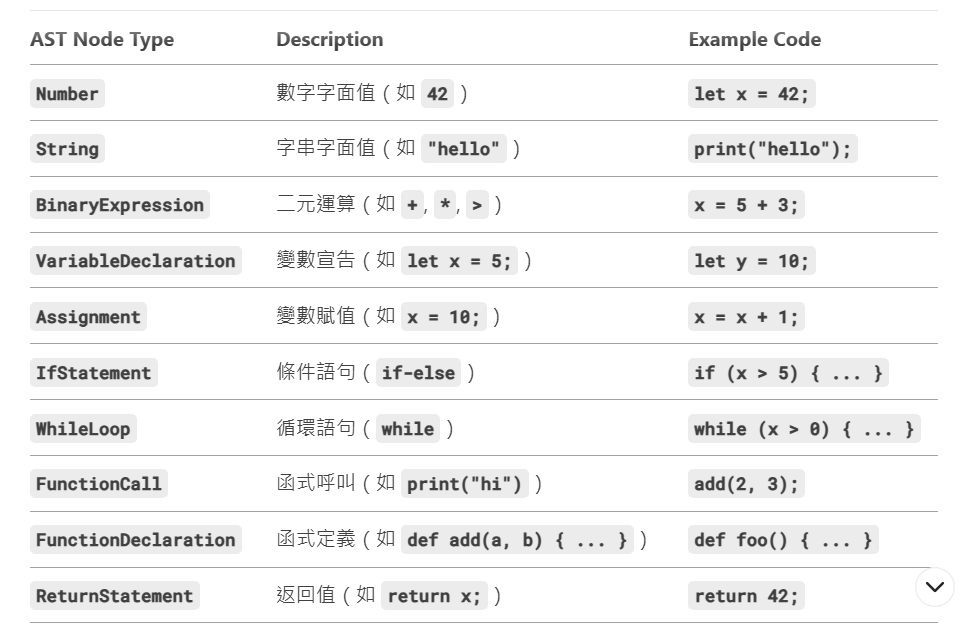 AST Node Type Description Example Code
Number 數字字面值 ( 如 42 ) let x = 42;
String 字串字面值 ( 如 "hello" ) print("hello");
BinaryExpression 二元運算 ( 如 +, *, > ) x = 5 + 3;
VariableDeclaration 變數宣告 ( 如 let x = 5; ) let y = 10;
Assignment 變數賦值 ( 如 x = 10; ) x = x + 1;
IfStatement 條件語句 ( if-else ) if (x > 5) { ... }
WhileLoop 循環語句 ( while ) while (x > 0) { ... }
FunctionCall 函式呼叫 ( 如 print("hi") ) add(2, 3);
FunctionDeclaration 函式定義 ( 如 def add(a, b) { ... } ) def foo() { ... }
ReturnStatement 返回值 ( 如 return x; ) return 42;